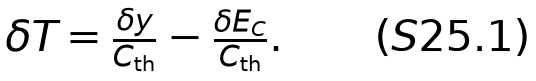 δT = δy/C_th − δE_C/C_th. (S25.1)